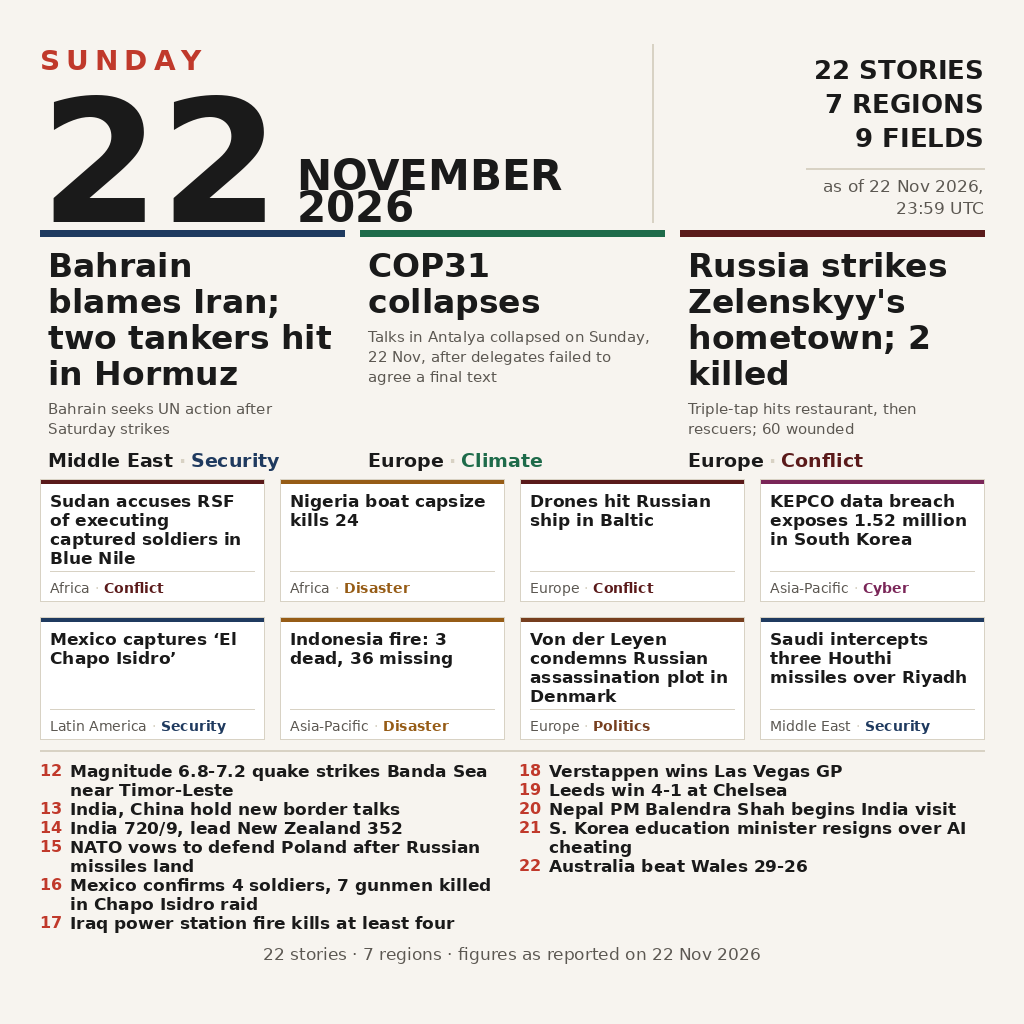 SUNDAY
22
NOVEMBER
2026
22 STORIES
7 REGIONS
9 FIELDS
as of 22 Nov 2026,
23:59 UTC
Bahrain
blames Iran;
two tankers hit
in Hormuz
Bahrain seeks UN action after
Saturday strikes
Middle East · Security
COP31
collapses
Talks in Antalya collapsed on Sunday,
22 Nov, after delegates failed to
agree a final text
Europe · Climate
Russia strikes
Zelenskyy's
hometown; 2
killed
Triple-tap hits restaurant, then
rescuers; 60 wounded
Europe · Conflict
Sudan accuses RSF
of executing
captured soldiers in
Blue Nile
Africa · Conflict
Nigeria boat capsize
kills 24
Africa · Disaster
Drones hit Russian
ship in Baltic
Europe · Conflict
KEPCO data breach
exposes 1.52 million
in South Korea
Asia-Pacific · Cyber
Mexico captures ‘El
Chapo Isidro’
Latin America · Security
Indonesia fire: 3
dead, 36 missing
Asia-Pacific · Disaster
Von der Leyen
condemns Russian
assassination plot in
Denmark
Europe · Politics
Saudi intercepts
three Houthi
missiles over Riyadh
Middle East · Security
12 Magnitude 6.8-7.2 quake strikes Banda Sea
near Timor-Leste
13 India, China hold new border talks
14 India 720/9, lead New Zealand 352
15 NATO vows to defend Poland after Russian
missiles land
16 Mexico confirms 4 soldiers, 7 gunmen killed
in Chapo Isidro raid
17 Iraq power station fire kills at least four
18 Verstappen wins Las Vegas GP
19 Leeds win 4-1 at Chelsea
20 Nepal PM Balendra Shah begins India visit
21 S. Korea education minister resigns over AI
cheating
22 Australia beat Wales 29-26
22 stories · 7 regions · figures as reported on 22 Nov 2026